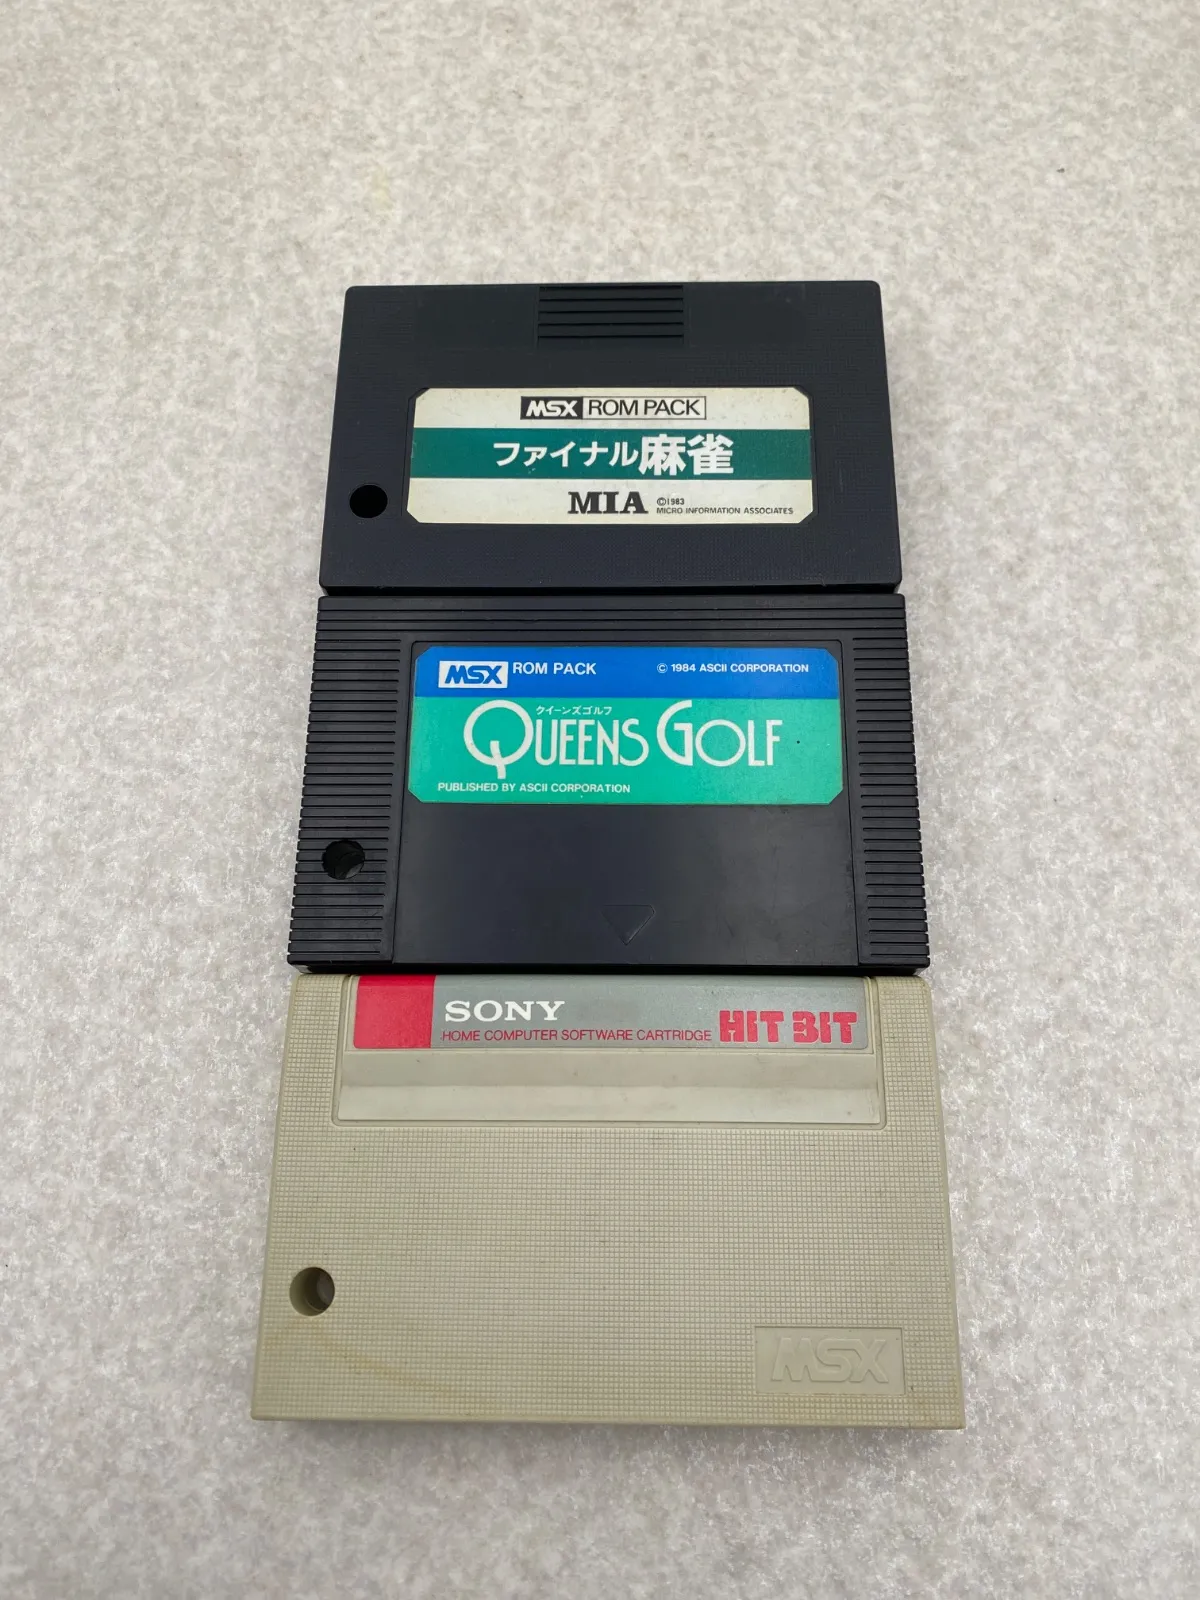 MSX ROM PACK
ファイナル麻雀
MIA ©1983
MICRO INFORMATION ASSOCIATES
MSX ROM PACK © 1984 ASCII CORPORATION
クイーンズゴルフ
QUEENS GOLF
PUBLISHED BY ASCII CORPORATION
SONY
HOME COMPUTER SOFTWARE CARTRIDGE HIT BIT
MSX